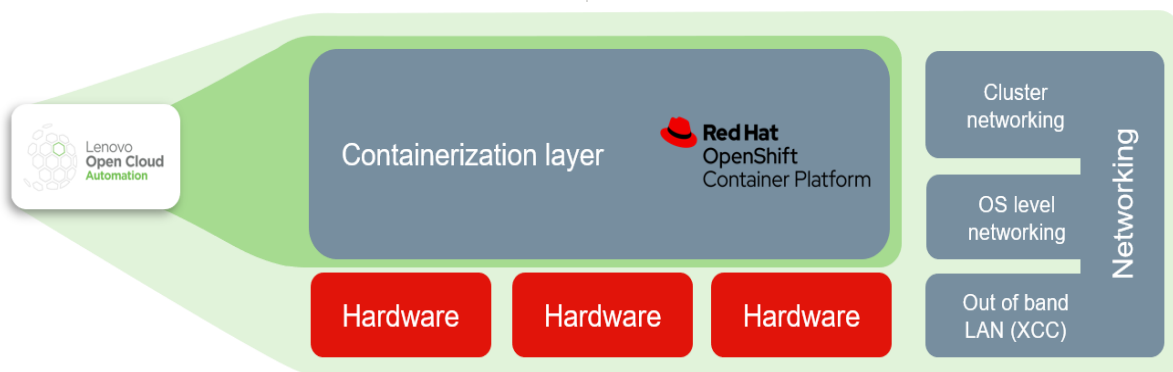 Lenovo
Open Cloud
Automation
Containerization layer
Red Hat
OpenShift
Container Platform
Hardware
Hardware
Hardware
Cluster
networking
OS level
networking
Out of band
LAN (XCC)
Networking